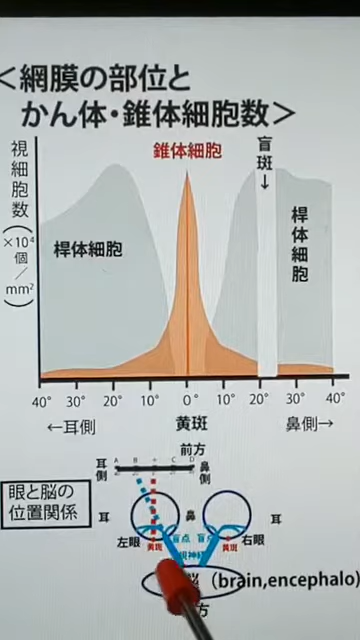 <網膜の部位と
かん体・錐体細胞数>
視細胞数(×10⁴個/mm²)
錐体細胞
盲斑↓
桿体細胞
桿体細胞
40° 30° 20° 10° 0° 10° 20° 30° 40°
←耳側 黄斑 鼻側→
前方
耳側 A B C D 鼻側
眼と脳の
位置関係
耳 鼻 耳
盲点 盲点
左眼 黄斑 黄斑 右眼
(brain,encephalo)
方